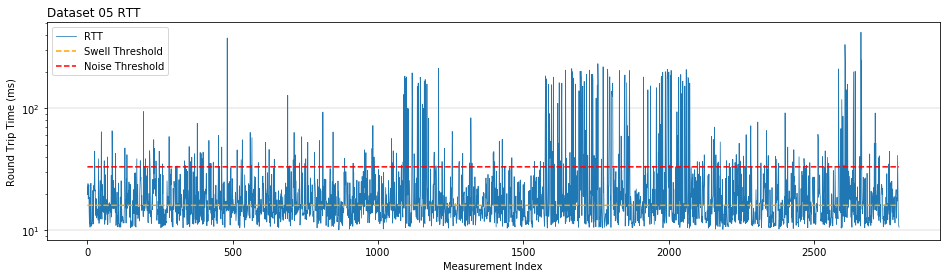 Dataset 05 RTT
RTT
Swell Threshold
Noise Threshold
Round Trip Time (ms)
10²
10¹
0 500 1000 1500 2000 2500
Measurement Index